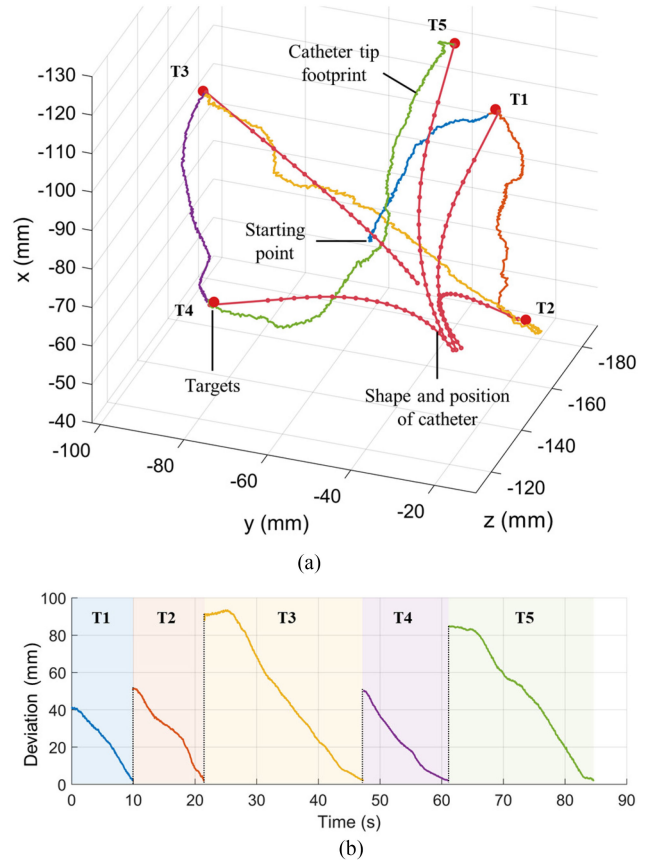 T5
Catheter tip
footprint
T3
T1
-130
-120
-110
-100
-90
-80
-70
-60
-50
-40
x (mm)
Starting
point
T4
T2
Targets
Shape and position
of catheter
-100
-80
-60
-40
-20
y (mm)
-180
-160
-140
-120
z (mm)
(a)
T1 T2 T3 T4 T5
100
80
60
40
20
0
Deviation (mm)
0 10 20 30 40 50 60 70 80 90
Time (s)
(b)